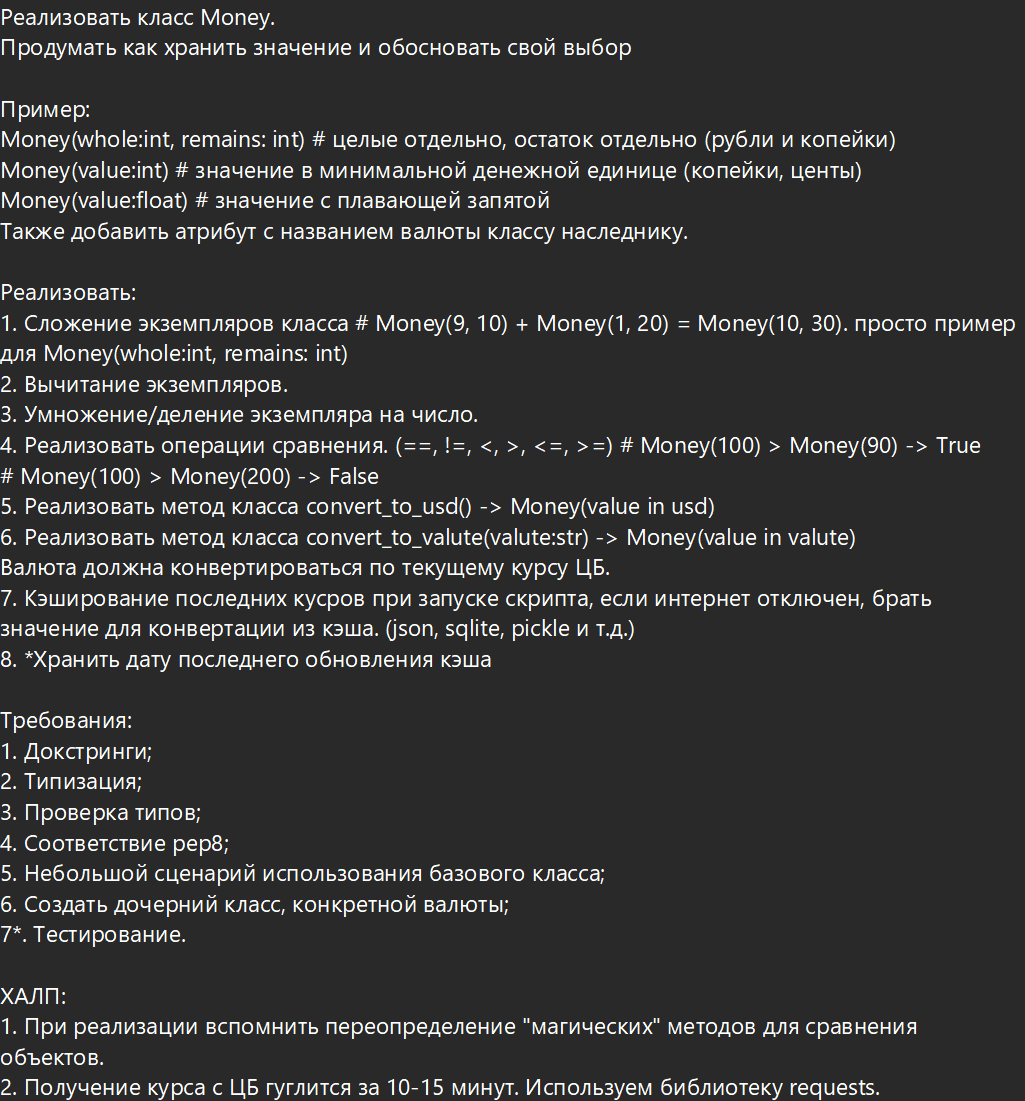 Реализовать класс Money.
Продумать как хранить значение и обосновать свой выбор
Пример:
Money(whole:int, remains: int) # целые отдельно, остаток отдельно (рубли и копейки)
Money(value:int) # значение в минимальной денежной единице (копейки, центы)
Money(value:float) # значение с плавающей запятой
Также добавить атрибут с названием валюты классу наследнику.
Реализовать:
1. Сложение экземпляров класса # Money(9, 10) + Money(1, 20) = Money(10, 30). просто пример
для Money(whole:int, remains: int)
2. Вычитание экземпляров.
3. Умножение/деление экземпляра на число.
4. Реализовать операции сравнения. (==, !=, <, >, <=, >=) # Money(100) > Money(90) -> True
# Money(100) > Money(200) -> False
5. Реализовать метод класса convert_to_usd() -> Money(value in usd)
6. Реализовать метод класса convert_to_valute(valute:str) -> Money(value in valute)
Валюта должна конвертироваться по текущему курсу ЦБ.
7. Кэширование последних кусров при запуске скрипта, если интернет отключен, брать
значение для конвертации из кэша. (json, sqlite, pickle и т.д.)
8. *Хранить дату последнего обновления кэша
Требования:
1. Докстринги;
2. Типизация;
3. Проверка типов;
4. Соответствие pep8;
5. Небольшой сценарий использования базового класса;
6. Создать дочерний класс, конкретной валюты;
7*. Тестирование.
ХАЛП:
1. При реализации вспомнить переопределение "магических" методов для сравнения
объектов.
2. Получение курса с ЦБ гуглится за 10-15 минут. Используем библиотеку requests.